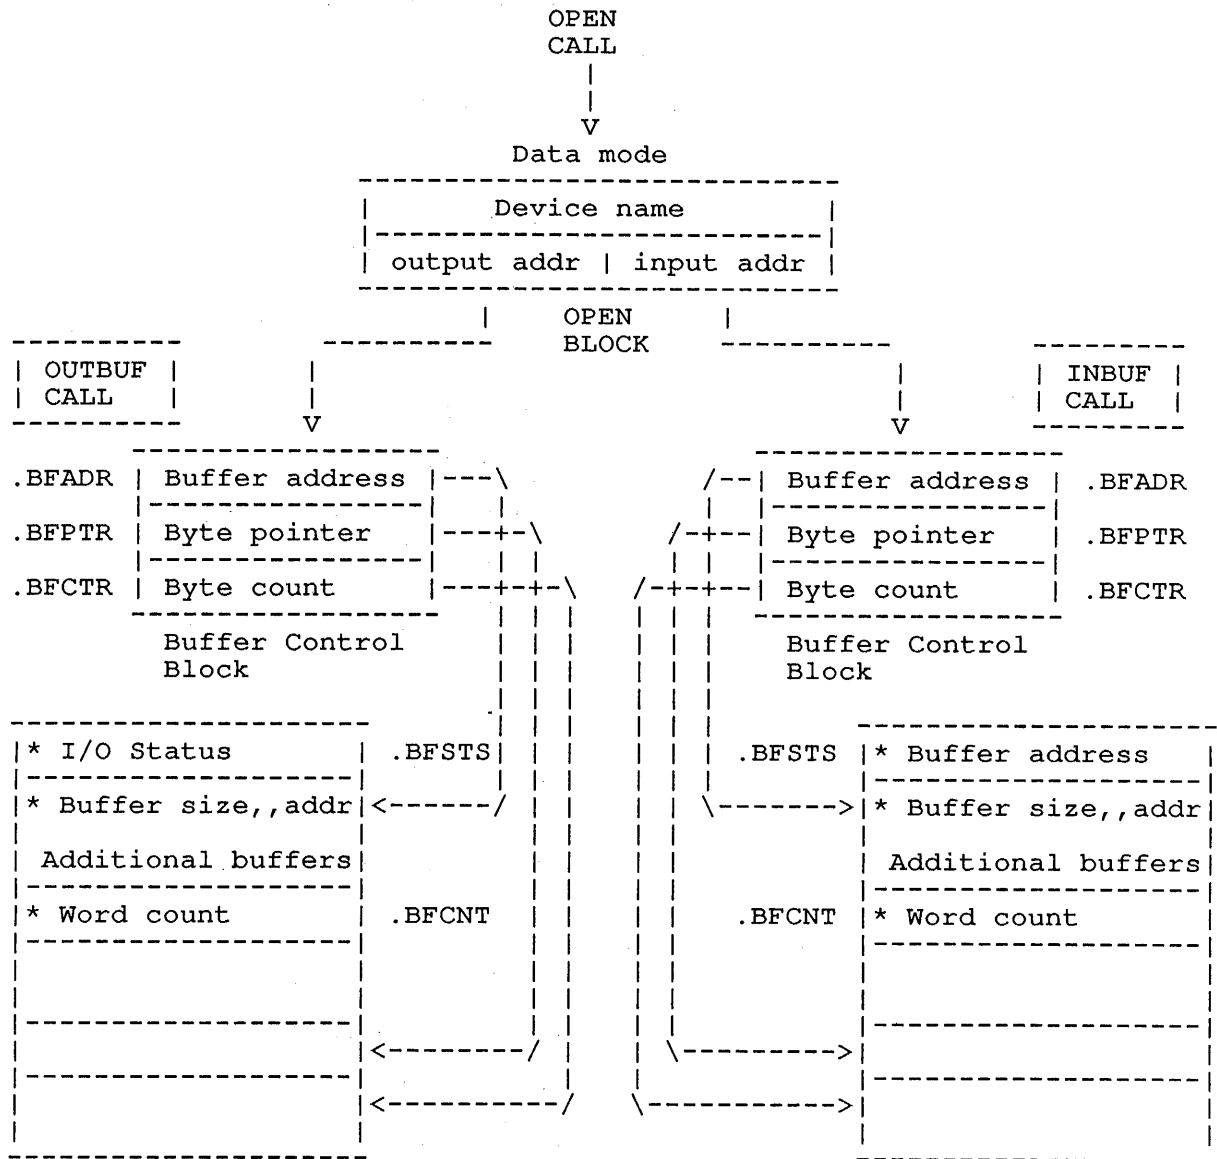 OPEN
CALL
Data mode
Device name
output addr | input addr
OPEN
BLOCK
OUTBUF
CALL
INBUF
CALL
.BFADR | Buffer address
.BFPTR | Byte pointer
.BFCTR | Byte count
Buffer Control
Block
Buffer address | .BFADR
Byte pointer | .BFPTR
Byte count | .BFCTR
Buffer Control
Block
* I/O Status | .BFSTS
* Buffer size,,addr
Additional buffers
* Word count | .BFCNT
.BFSTS | * Buffer address
* Buffer size,,addr
Additional buffers
.BFCNT | * Word count